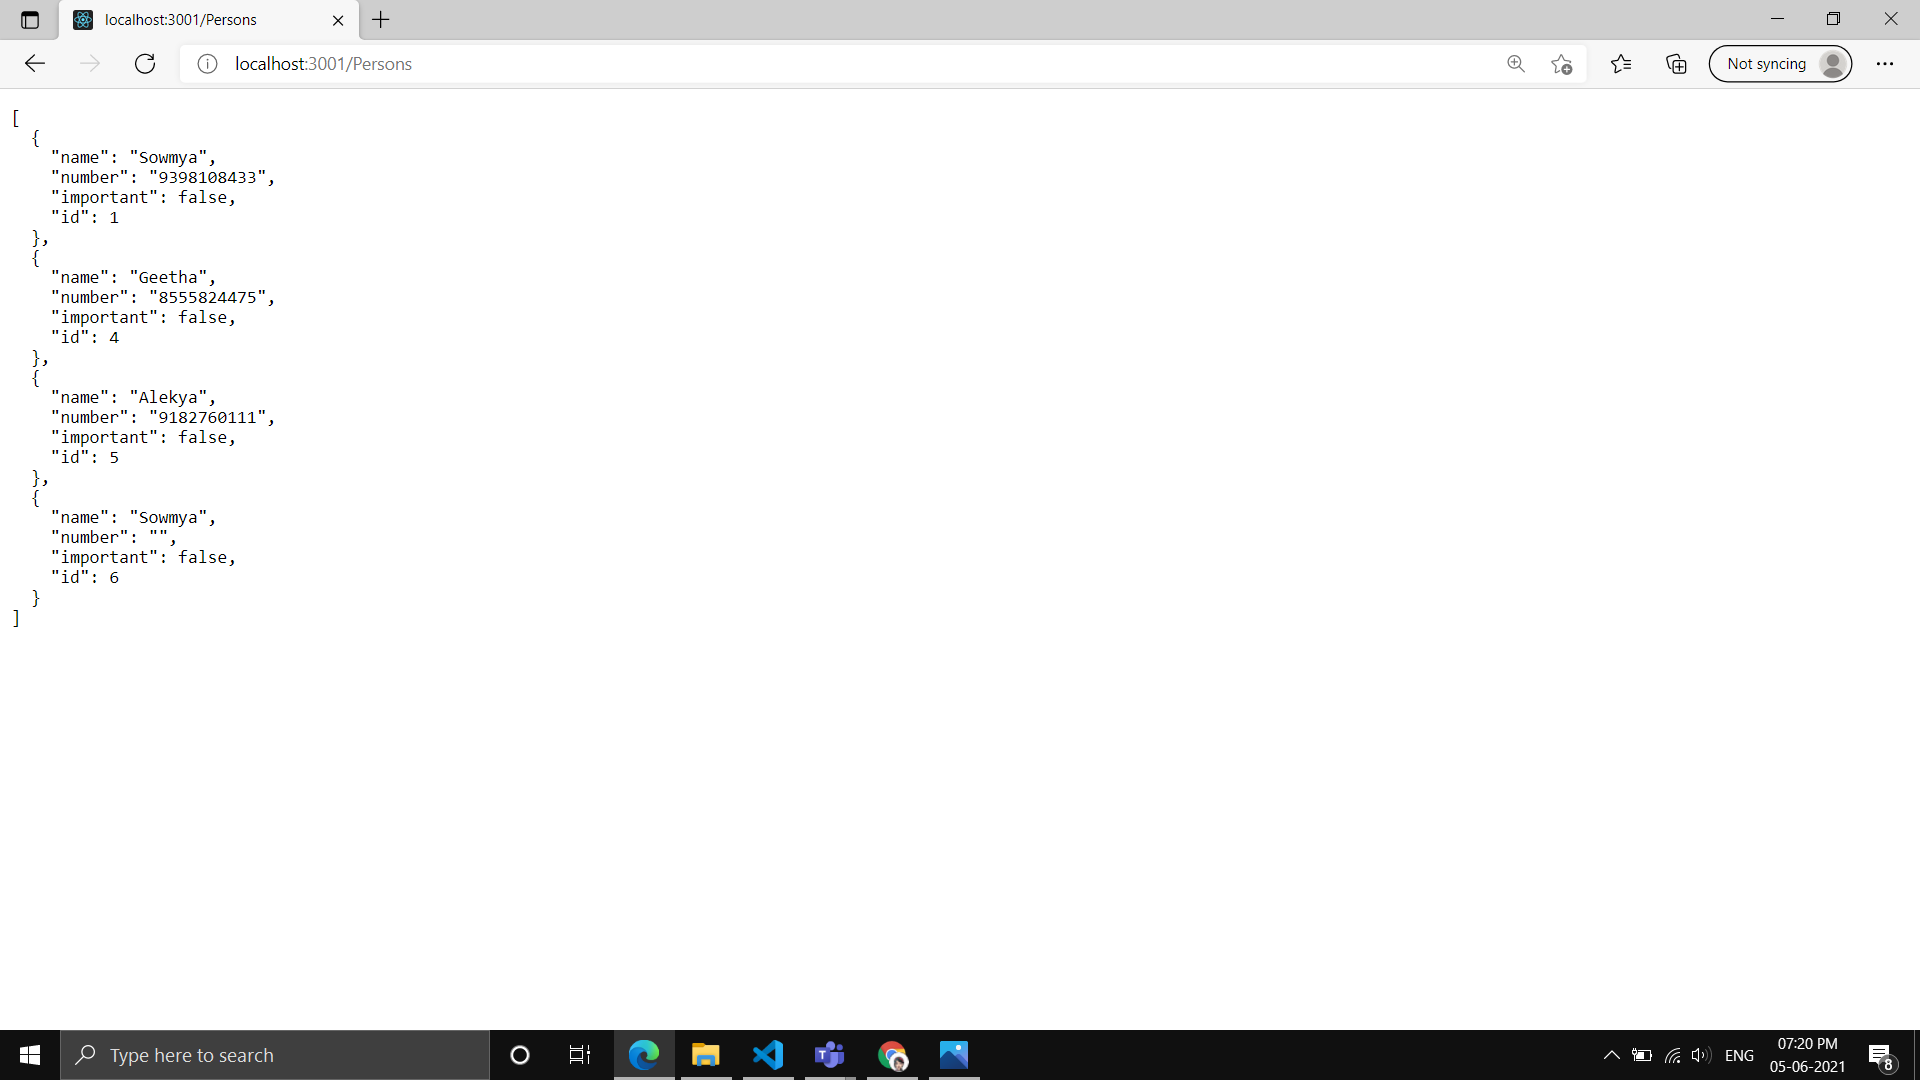 localhost:3001/Persons
localhost:3001/Persons
Not syncing
[
  {
    "name": "Sowmya",
    "number": "9398108433",
    "important": false,
    "id": 1
  },
  {
    "name": "Geetha",
    "number": "8555824475",
    "important": false,
    "id": 4
  },
  {
    "name": "Alekya",
    "number": "9182760111",
    "important": false,
    "id": 5
  },
  {
    "name": "Sowmya",
    "number": "",
    "important": false,
    "id": 6
  }
]
Type here to search
T
ENG
07:20 PM
05-06-2021
8